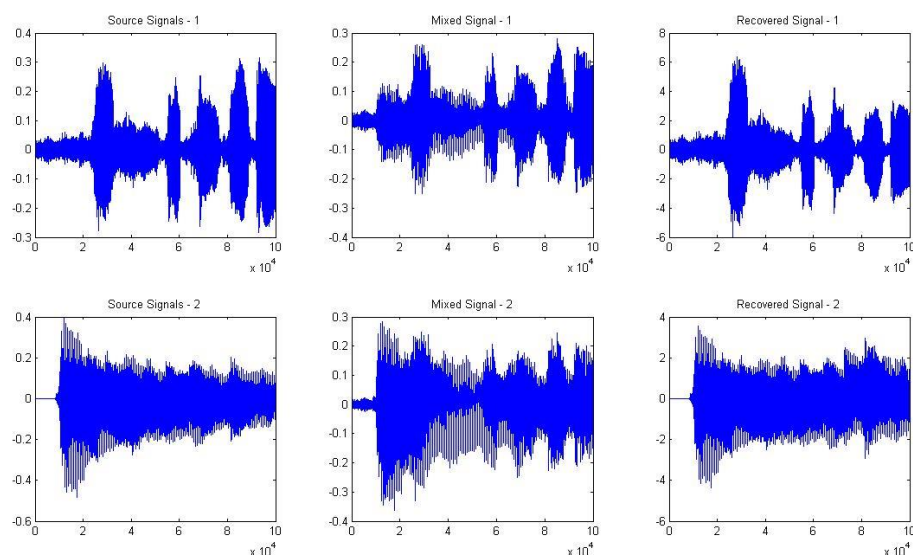 Source Signals - 1
0.4
0.3
0.2
0.1
0
-0.1
-0.2
-0.3
0 2 4 6 8 10
x 10^4
Mixed Signal - 1
0.3
0.2
0.1
0
-0.1
-0.2
-0.3
-0.4
0 2 4 6 8 10
x 10^4
Recovered Signal - 1
8
6
4
2
0
-2
-4
-6
0 2 4 6 8 10
x 10^4
Source Signals - 2
0.4
0.2
0
-0.2
-0.4
-0.6
0 2 4 6 8 10
x 10^4
Mixed Signal - 2
0.3
0.2
0.1
0
-0.1
-0.2
-0.3
-0.4
0 2 4 6 8 10
x 10^4
Recovered Signal - 2
4
2
0
-2
-4
-6
0 2 4 6 8 10
x 10^4